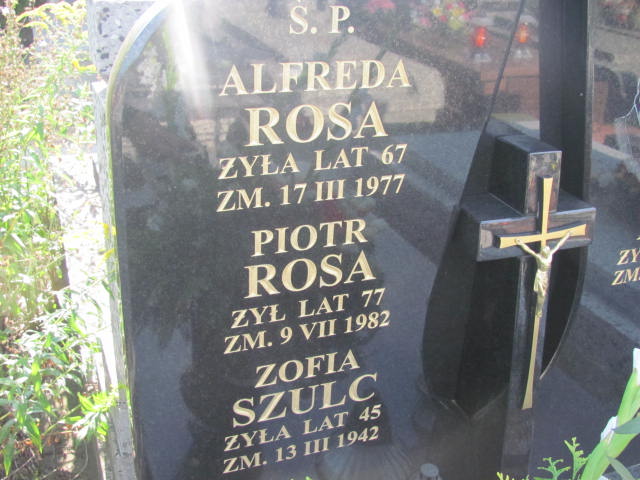 Ś. P.
ALFREDA
ROSA
ŻYŁA LAT 67
ZM. 17 III 1977
PIOTR
ROSA
ŻYŁ LAT 77
ZM. 9 VII 1982
ZOFIA
SZULC
ŻYŁA LAT 45
ZM. 13 III 1942